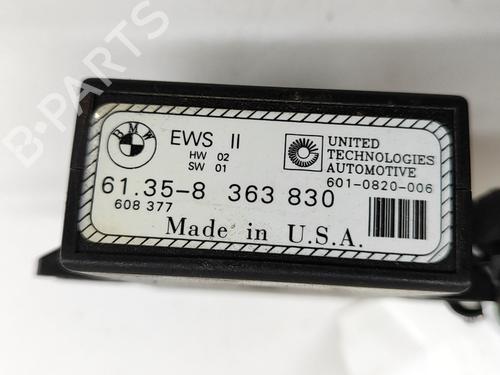 BMW
EWS II
HW 02
SW 01
UNITED
TECHNOLOGIES
AUTOMOTIVE
601-0820-006
61.35-8 363 830
608 377
Made in U.S.A.
B-PARTS